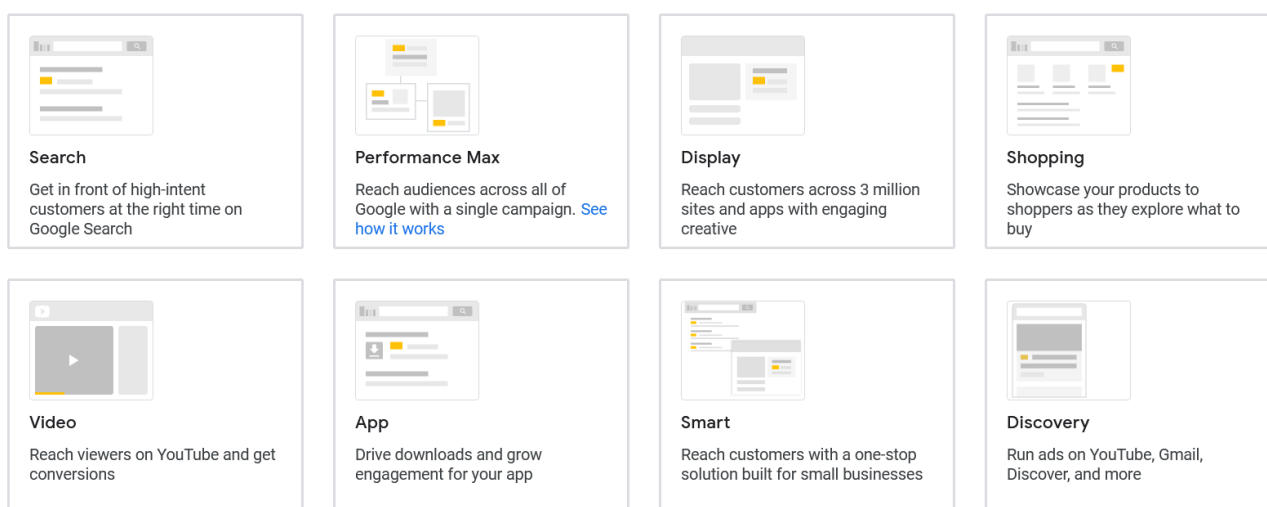 Search
Get in front of high-intent
customers at the right time on
Google Search
Performance Max
Reach audiences across all of
Google with a single campaign. See
how it works
Display
Reach customers across 3 million
sites and apps with engaging
creative
Shopping
Showcase your products to
shoppers as they explore what to
buy
Video
Reach viewers on YouTube and get
conversions
App
Drive downloads and grow
engagement for your app
Smart
Reach customers with a one-stop
solution built for small businesses
Discovery
Run ads on YouTube, Gmail,
Discover, and more